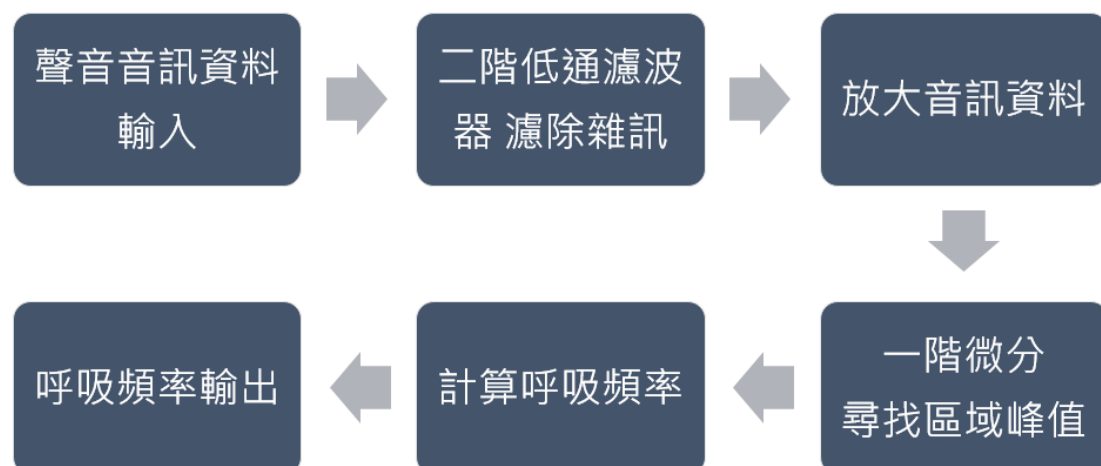 聲音音訊資料
輸入
二階低通濾波
器 濾除雜訊
放大音訊資料
一階微分
尋找區域峰值
計算呼吸頻率
呼吸頻率輸出